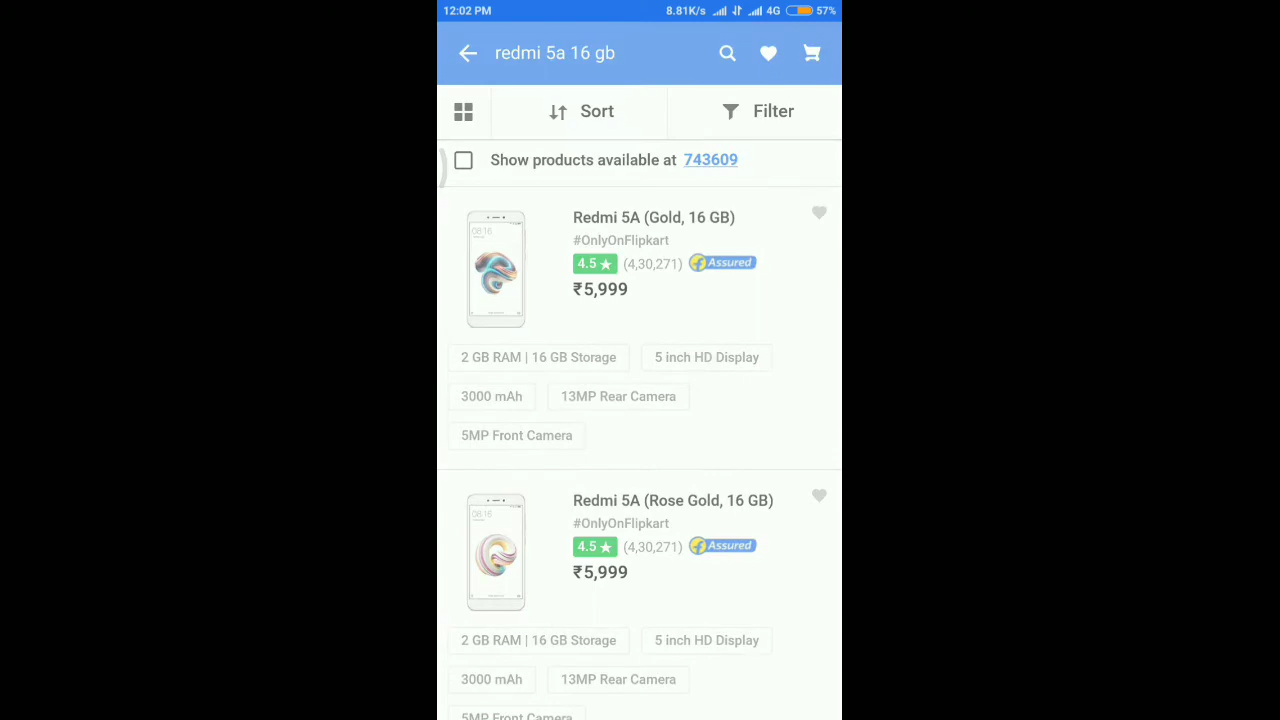 12:02 PM 8.81K/s 4G 57%
redmi 5a 16 gb
Sort Filter
Show products available at 743609
Redmi 5A (Gold, 16 GB)
#OnlyOnFlipkart
4.5 (4,30,271) Assured
₹5,999
2 GB RAM | 16 GB Storage 5 inch HD Display
3000 mAh 13MP Rear Camera
5MP Front Camera
Redmi 5A (Rose Gold, 16 GB)
#OnlyOnFlipkart
4.5 (4,30,271) Assured
₹5,999
2 GB RAM | 16 GB Storage 5 inch HD Display
3000 mAh 13MP Rear Camera
5MP Front Camera